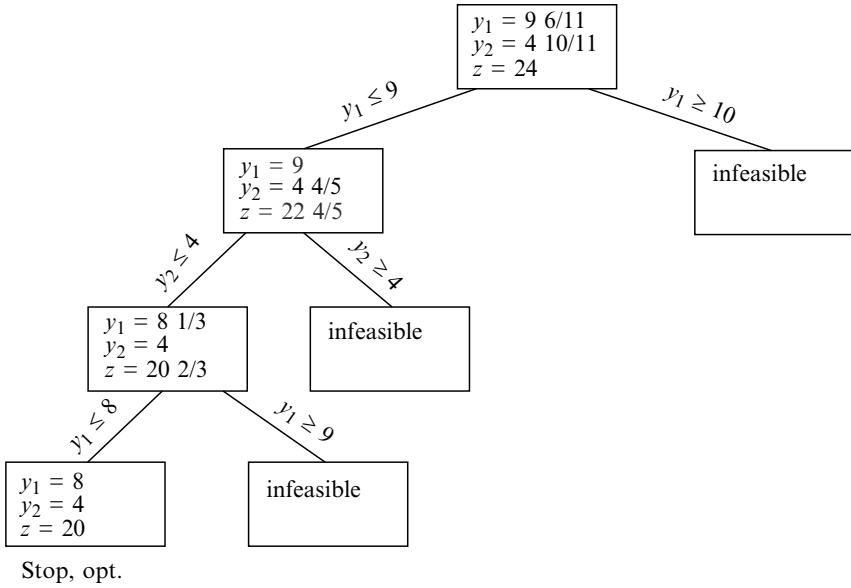 y₁ = 9 6/11
y₂ = 4 10/11
z = 24
y₁ ≤ 9
y₁ ≥ 10
y₁ = 9
y₂ = 4 4/5
z = 22 4/5
infeasible
y₂ ≤ 4
y₂ ≥ 4
y₁ = 8 1/3
y₂ = 4
z = 20 2/3
infeasible
y₁ ≤ 8
y₁ ≥ 9
y₁ = 8
y₂ = 4
z = 20
infeasible
Stop, opt.